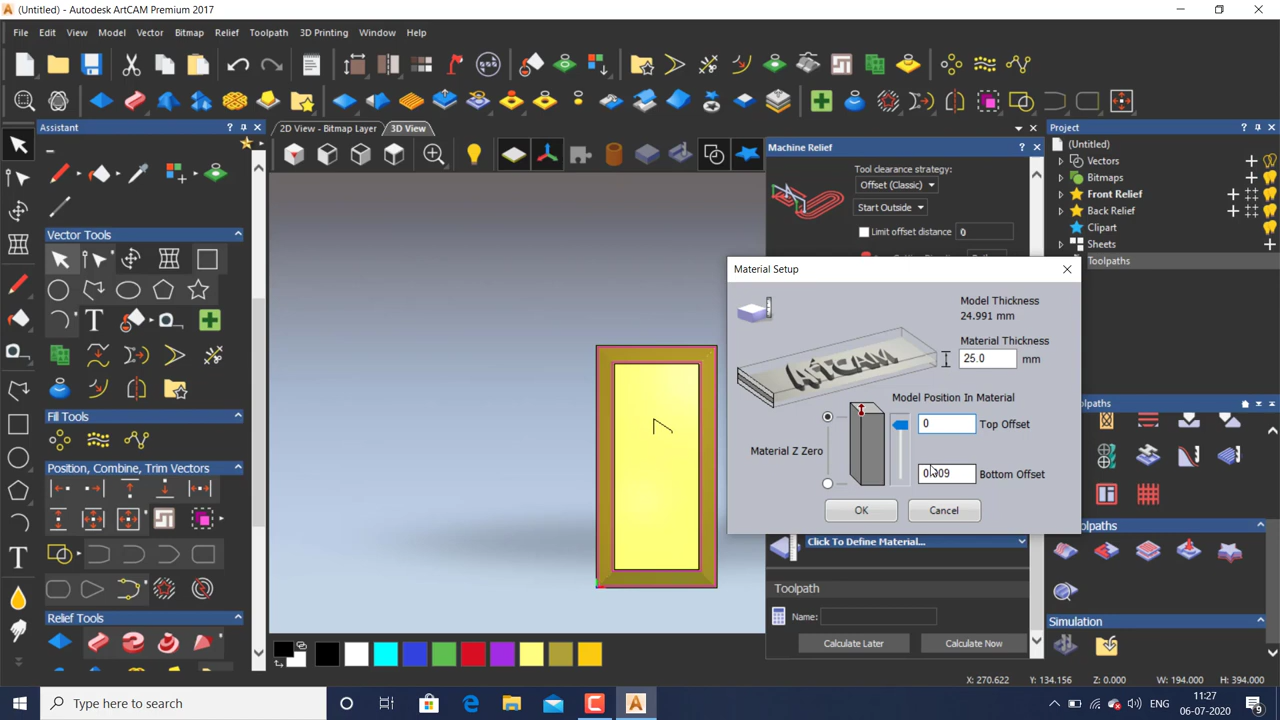 (Untitled) - Autodesk ArtCAM Premium 2017
File Edit View Model Vector Bitmap Relief Toolpath 3D Printing Window Help
Assistant
2D View - Bitmap Layer
3D View
Machine Relief
Project
Tool clearance strategy:
Offset (Classic)
Start Outside
Limit offset distance 0
(Untitled)
Vectors
Bitmaps
Front Relief
Back Relief
Clipart
Sheets
Toolpaths
Vector Tools
Material Setup
Model Thickness
24.991 mm
Material Thickness
25.0 mm
ArtCAM
Model Position In Material
0 Top Offset
Material Z Zero
Bottom Offset
OK
Cancel
Fill Tools
Position, Combine, Trim Vectors
Relief Tools
Click To Define Material...
Toolpath
Name:
Calculate Later
Calculate Now
Simulation
X: 270.622 Y: 134.156 Z: 0.000 W: 194.000 H: 394.000
Type here to search
ENG
11:27
06-07-2020
9